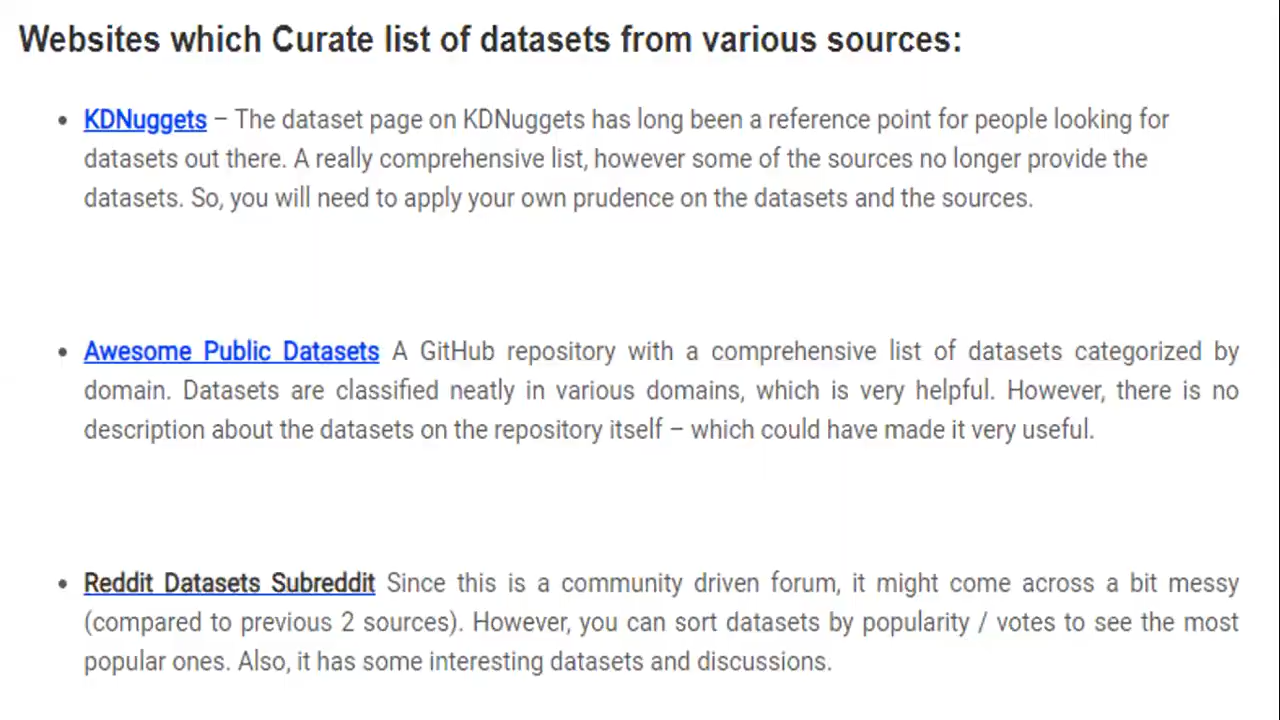 Websites which Curate list of datasets from various sources:
• KDNuggets – The dataset page on KDNuggets has long been a reference point for people looking for
datasets out there. A really comprehensive list, however some of the sources no longer provide the
datasets. So, you will need to apply your own prudence on the datasets and the sources.
• Awesome Public Datasets A GitHub repository with a comprehensive list of datasets categorized by
domain. Datasets are classified neatly in various domains, which is very helpful. However, there is no
description about the datasets on the repository itself – which could have made it very useful.
• Reddit Datasets Subreddit Since this is a community driven forum, it might come across a bit messy
(compared to previous 2 sources). However, you can sort datasets by popularity / votes to see the most
popular ones. Also, it has some interesting datasets and discussions.